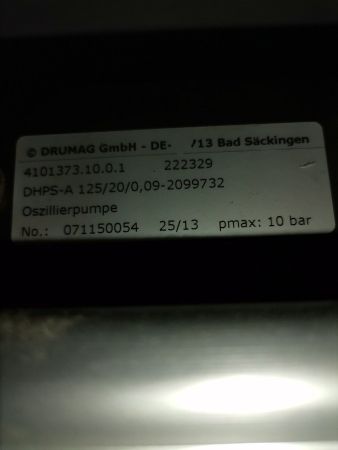 © DRUMAG GmbH - DE- /13 Bad Säckingen
4101373.10.0.1 222329
DHPS-A 125/20/0,09-2099732
Oszillierpumpe
No.: 071150054 25/13 pmax: 10 bar